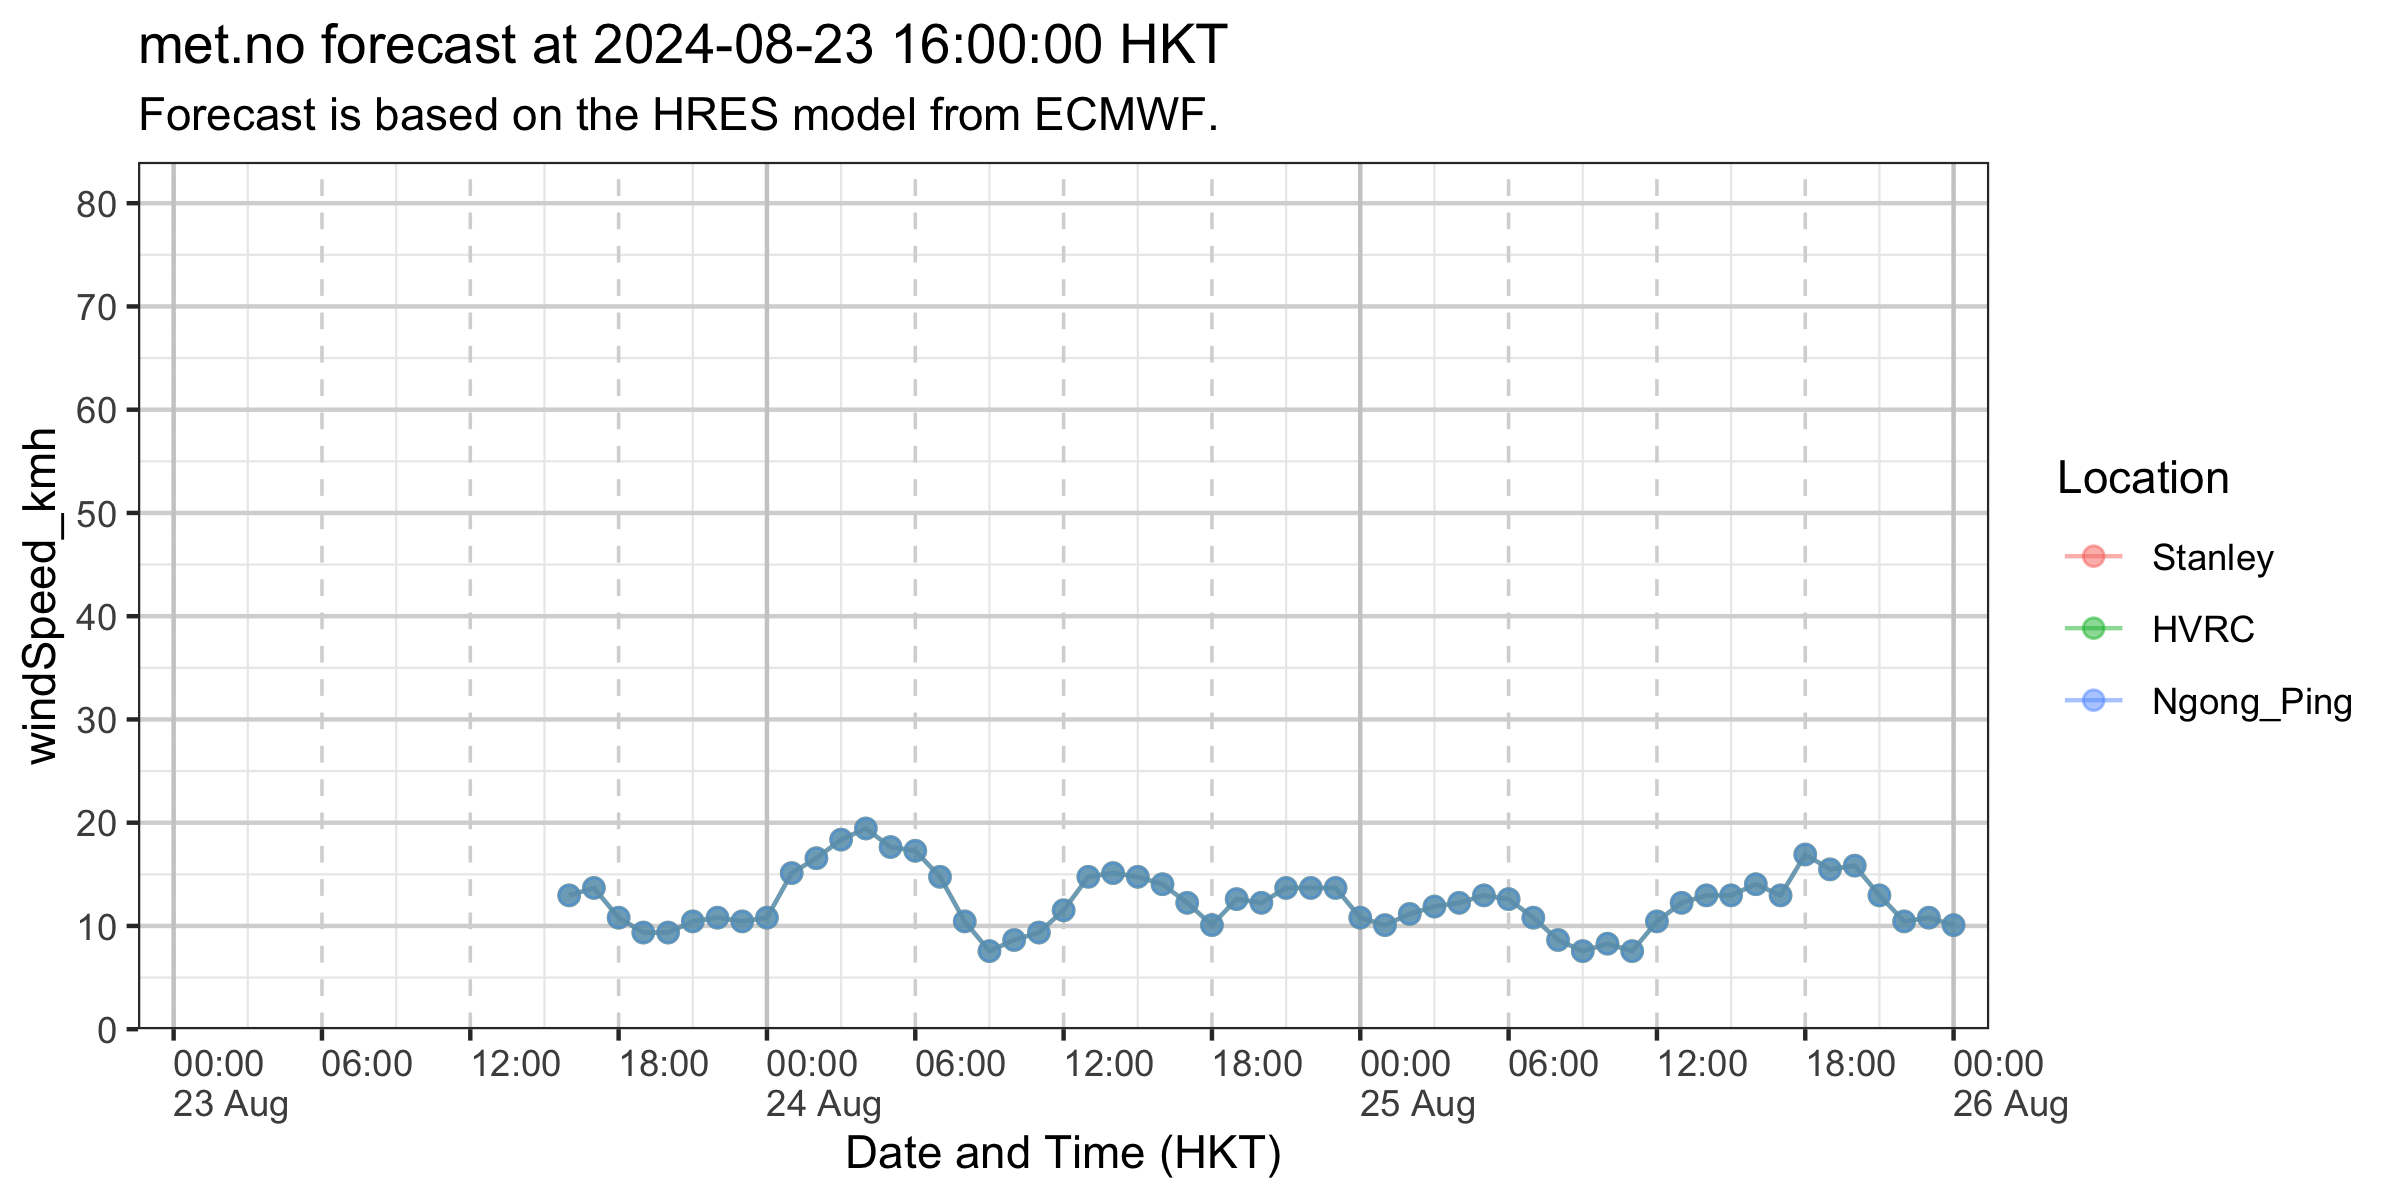 met.no forecast at 2024-08-23 16:00:00 HKT
Forecast is based on the HRES model from ECMWF.
windSpeed_kmh
80
70
60
50
40
30
20
10
0
00:00 06:00 12:00 18:00 00:00 06:00 12:00 18:00 00:00 06:00 12:00 18:00 00:00
23 Aug 24 Aug 25 Aug 26 Aug
Date and Time (HKT)
Location
Stanley
HVRC
Ngong_Ping